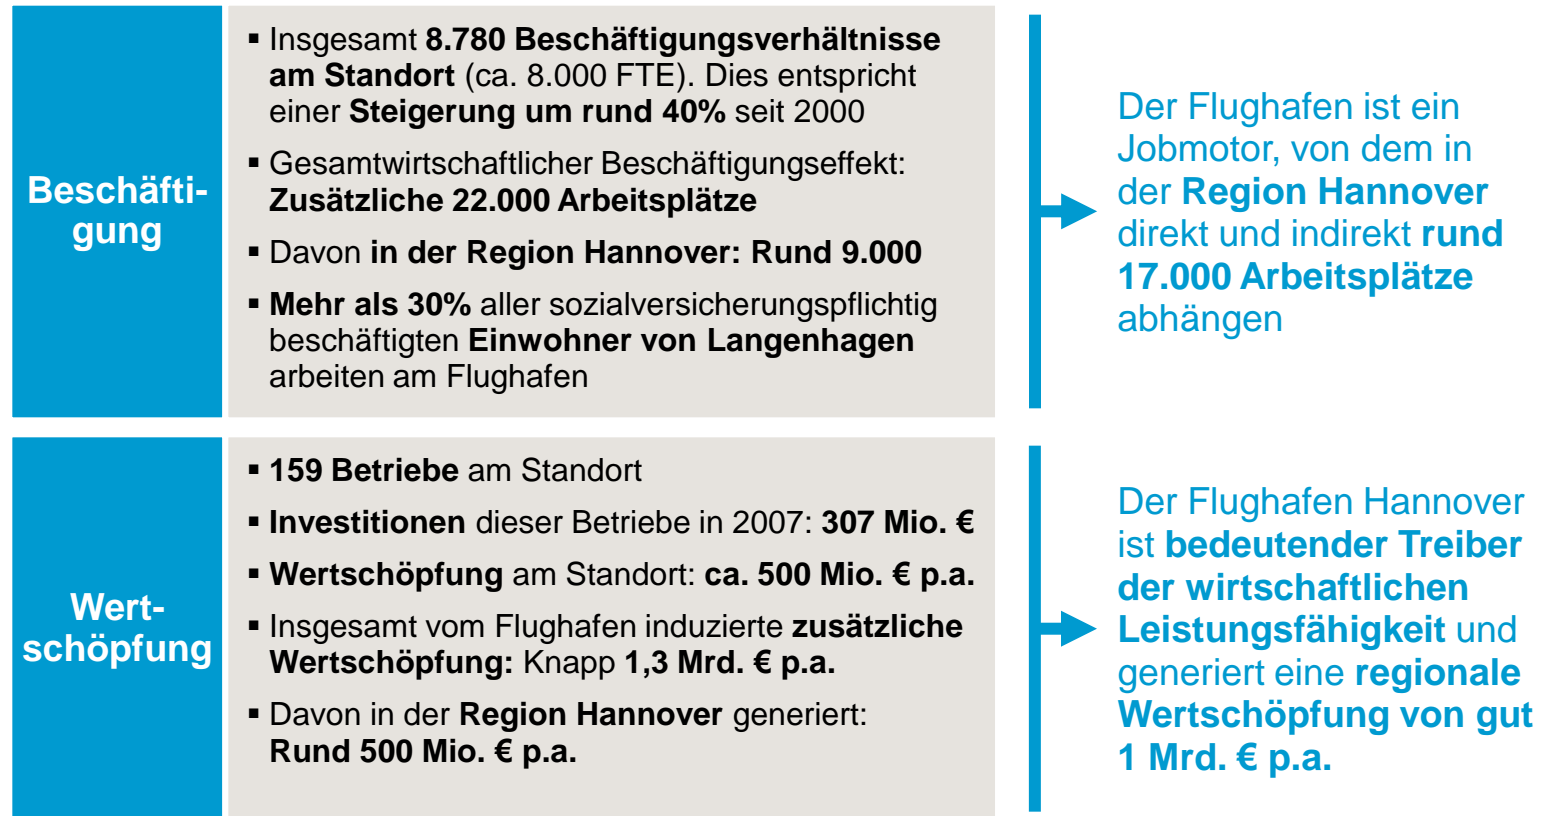 Beschäfti-
gung
▪ Insgesamt 8.780 Beschäftigungsverhältnisse
am Standort (ca. 8.000 FTE). Dies entspricht
einer Steigerung um rund 40% seit 2000
▪ Gesamtwirtschaftlicher Beschäftigungseffekt:
Zusätzliche 22.000 Arbeitsplätze
▪ Davon in der Region Hannover: Rund 9.000
▪ Mehr als 30% aller sozialversicherungspflichtig
beschäftigten Einwohner von Langenhagen
arbeiten am Flughafen
Der Flughafen ist ein
Jobmotor, von dem in
der Region Hannover
direkt und indirekt rund
17.000 Arbeitsplätze
abhängen
Wert-
schöpfung
▪ 159 Betriebe am Standort
▪ Investitionen dieser Betriebe in 2007: 307 Mio. €
▪ Wertschöpfung am Standort: ca. 500 Mio. € p.a.
▪ Insgesamt vom Flughafen induzierte zusätzliche
Wertschöpfung: Knapp 1,3 Mrd. € p.a.
▪ Davon in der Region Hannover generiert:
Rund 500 Mio. € p.a.
Der Flughafen Hannover
ist bedeutender Treiber
der wirtschaftlichen
Leistungsfähigkeit und
generiert eine regionale
Wertschöpfung von gut
1 Mrd. € p.a.